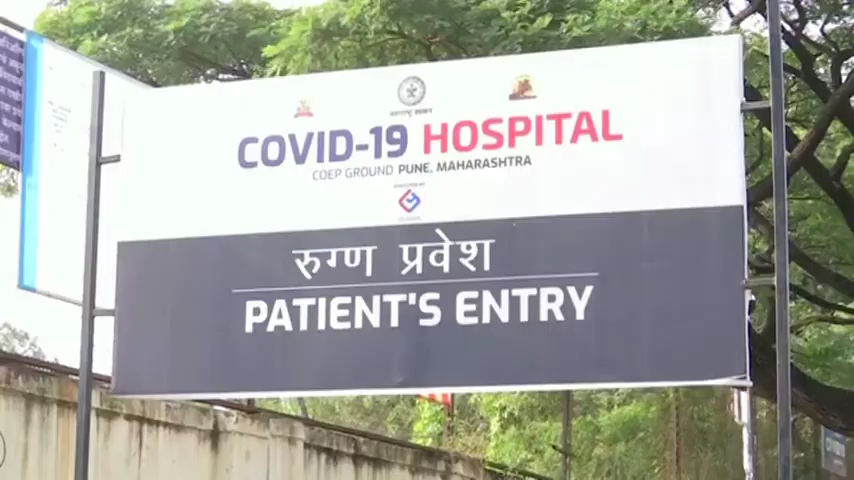 COVID-19 HOSPITAL
COEP GROUND PUNE, MAHARASHTRA
रुग्ण प्रवेश
PATIENT'S ENTRY